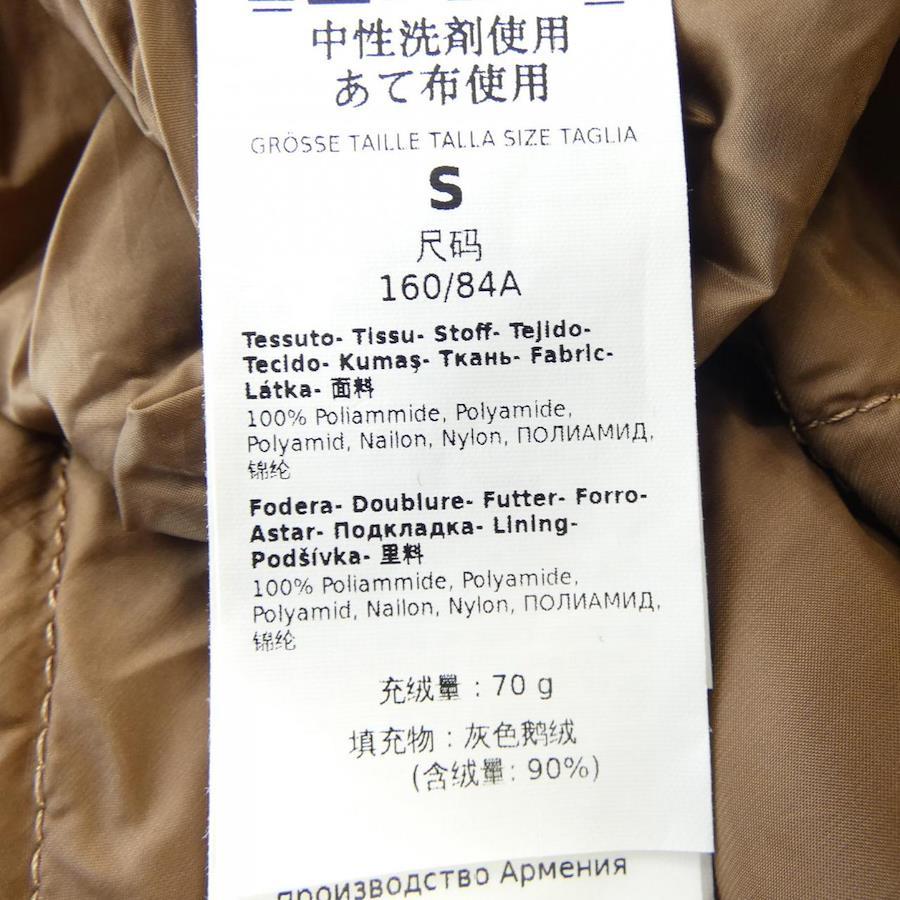 中性洗剤使用
あて布使用
GRÖSSE TAILLE TALLA SIZE TAGLIA
S
尺码
160/84A
Tessuto- Tissu- Stoff- Tejido-
Tecido- Kumaş- Ткань- Fabric-
Látka- 面料
100% Poliammide, Polyamide,
Polyamid, Nailon, Nylon, ПОЛИАМИД,
锦纶
Fodera- Doublure- Futter- Forro-
Astar- Подкладка- Lining-
Podšívka- 里料
100% Poliammide, Polyamide,
Polyamid, Nailon, Nylon, ПОЛИАМИД,
锦纶
充绒量 : 70 g
填充物 : 灰色鹅绒
(含绒量: 90%)
производство Армения